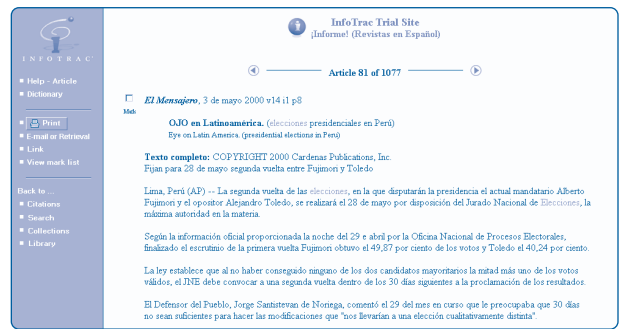 INFOTRAC
Help - Article
Dictionary
Print
E-mail or Retrieval
Link
View mark list
Back to ...
Citations
Search
Collections
Library
InfoTrac Trial Site
¡Informe! (Revistas en Español)
Article 81 of 1077
Mark
El Mensajero, 3 de mayo 2000 v14 i1 p8
OJO en Latinoamérica. (elecciones presidenciales en Perú)
Eye on Latin America. (presidential elections in Perú)
Texto completo: COPYRIGHT 2000 Cardenas Publications, Inc.
Fijan para 28 de mayo segunda vuelta entre Fujimori y Toledo
Lima, Perú (AP) -- La segunda vuelta de las elecciones, en la que disputarán la presidencia el actual mandatario Alberto
Fujimori y el opositor Alejandro Toledo, se realizará el 28 de mayo por disposición del Jurado Nacional de Elecciones, la
máxima autoridad en la materia.
Según la información oficial proporcionada la noche del 29 e abril por la Oficina Nacional de Procesos Electorales,
finalizado el escrutinio de la primera vuelta Fujimori obtuvo el 49,87 por ciento de los votos y Toledo el 40,24 por ciento.
La ley establece que al no haber conseguido ninguno de los dos candidatos mayoritarios la mitad más uno de los votos
válidos, el JNE debe convocar a una segunda vuelta dentro de los 30 días siguientes a la proclamación de los resultados.
El Defensor del Pueblo, Jorge Santistevan de Noriega, comentó el 29 del mes en curso que le preocupaba que 30 días
no sean suficientes para hacer las modificaciones que "nos llevarían a una elección cualitativamente distinta".